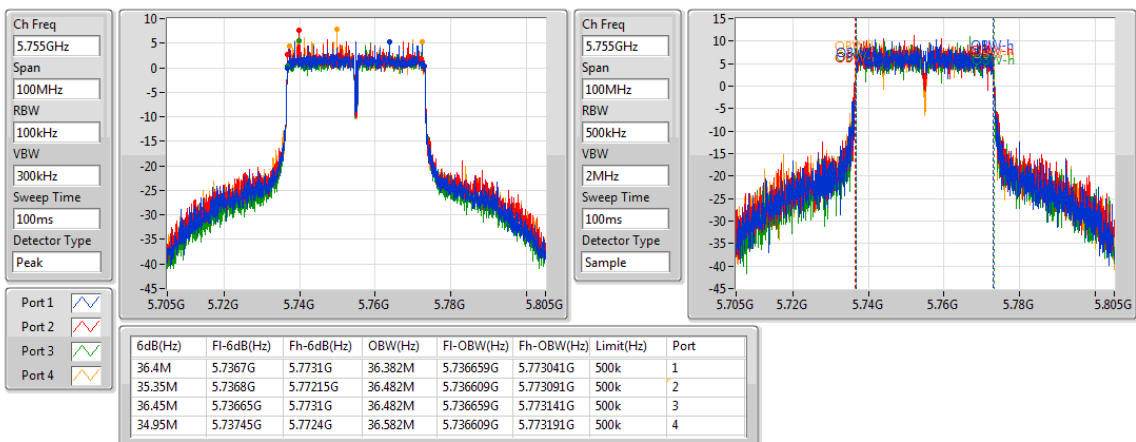 Ch Freq
5.755GHz
Span
100MHz
RBW
100kHz
VBW
300kHz
Sweep Time
100ms
Detector Type
Peak
Port 1
Port 2
Port 3
Port 4
10
5
0
-5
-10
-15
-20
-25
-30
-35
-40
-45
5.705G 5.72G 5.74G 5.76G 5.78G 5.805G
Ch Freq
5.755GHz
Span
100MHz
RBW
500kHz
VBW
2MHz
Sweep Time
100ms
Detector Type
Sample
15
10
5
0
-5
-10
-15
-20
-25
-30
-35
-40
-45
5.705G 5.72G 5.74G 5.76G 5.78G 5.805G
6dB(Hz) Fl-6dB(Hz) Fh-6dB(Hz) OBW(Hz) Fl-OBW(Hz) Fh-OBW(Hz) Limit(Hz) Port
36.4M 5.7367G 5.7731G 36.382M 5.736659G 5.773041G 500k 1
35.35M 5.7368G 5.77215G 36.482M 5.736609G 5.773091G 500k 2
36.45M 5.73665G 5.7731G 36.482M 5.736659G 5.773141G 500k 3
34.95M 5.73745G 5.7724G 36.582M 5.736609G 5.773191G 500k 4